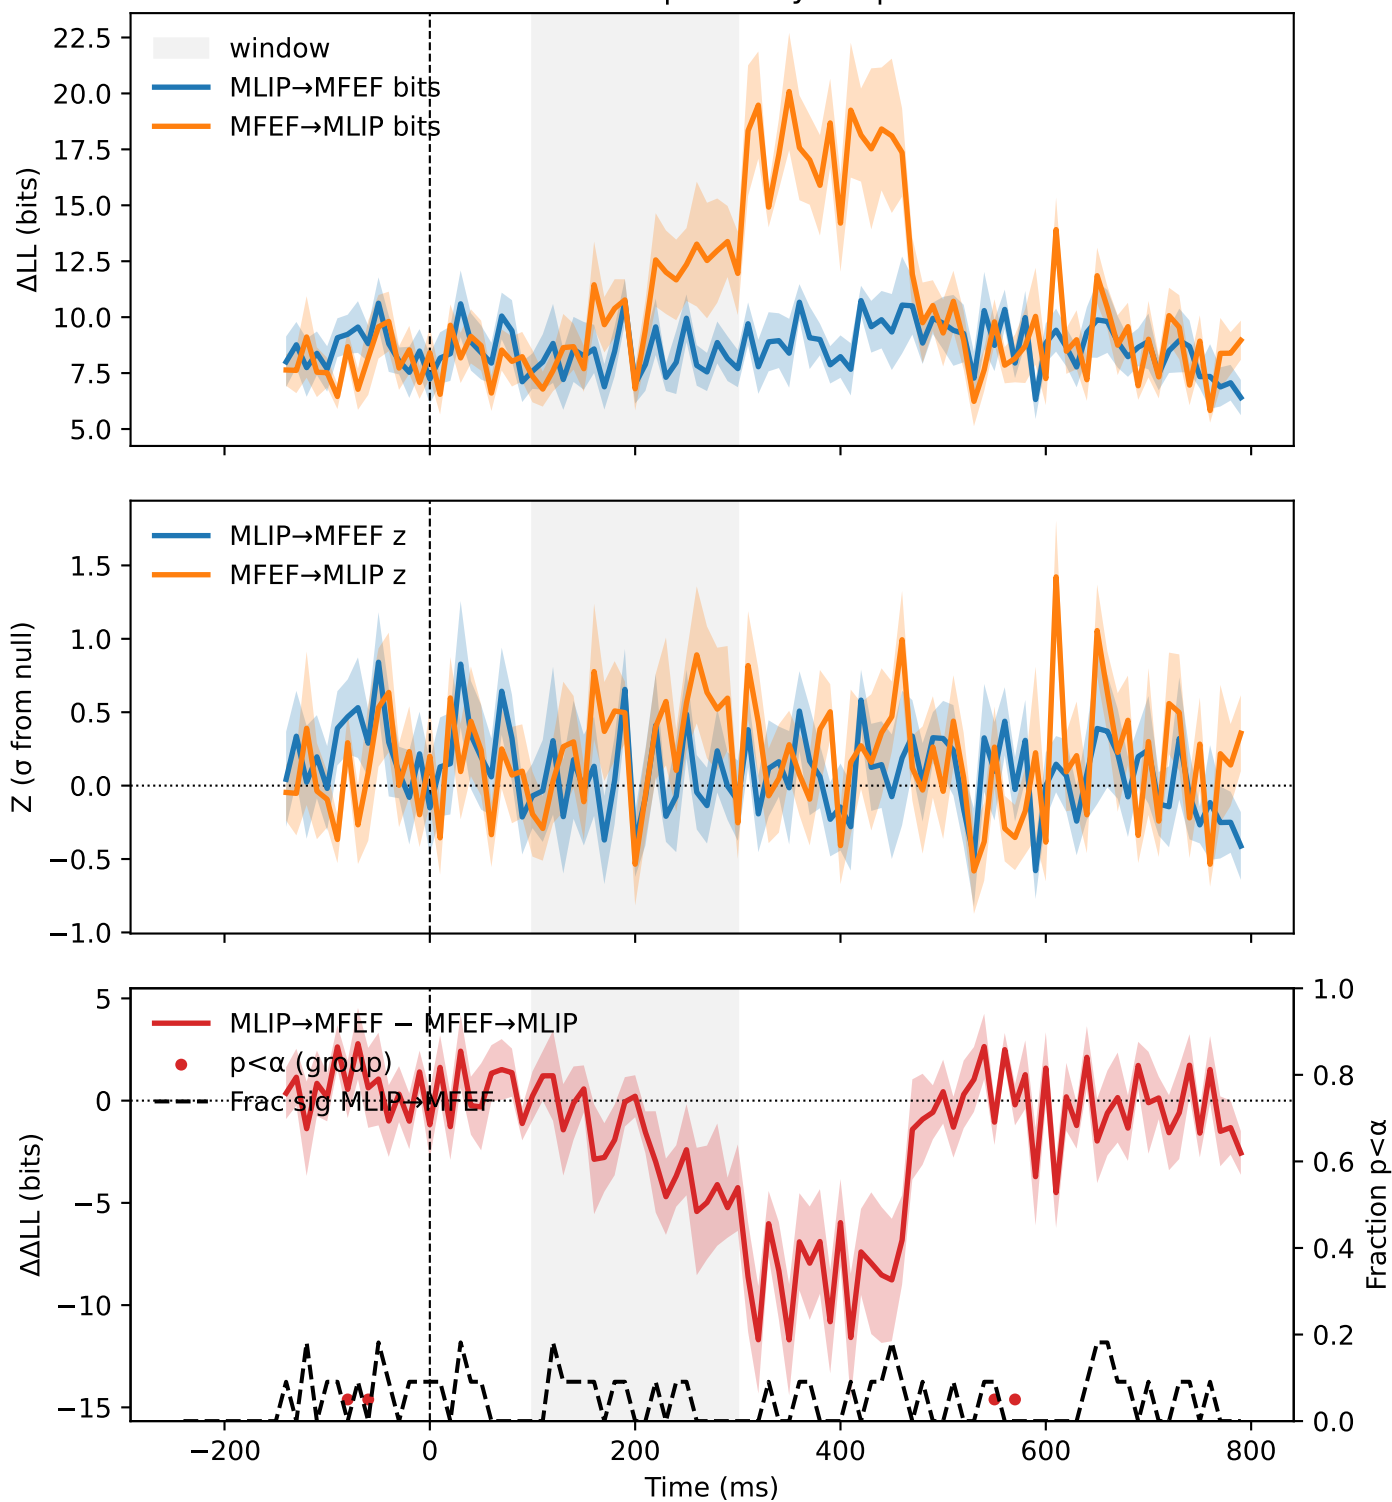 22.5
20.0
17.5
15.0
12.5
10.0
7.5
5.0
ΔLL (bits)
window
MLIP→MFEF bits
MFEF→MLIP bits
1.5
1.0
0.5
0.0
−0.5
−1.0
Z (σ from null)
MLIP→MFEF z
MFEF→MLIP z
5
0
−5
−10
−15
ΔΔLL (bits)
MLIP→MFEF − MFEF→MLIP
p<α (group)
Frac sig MLIP→MFEF
1.0
0.8
0.6
0.4
0.2
0.0
Fraction p<α
−200
0
200
400
600
800
Time (ms)